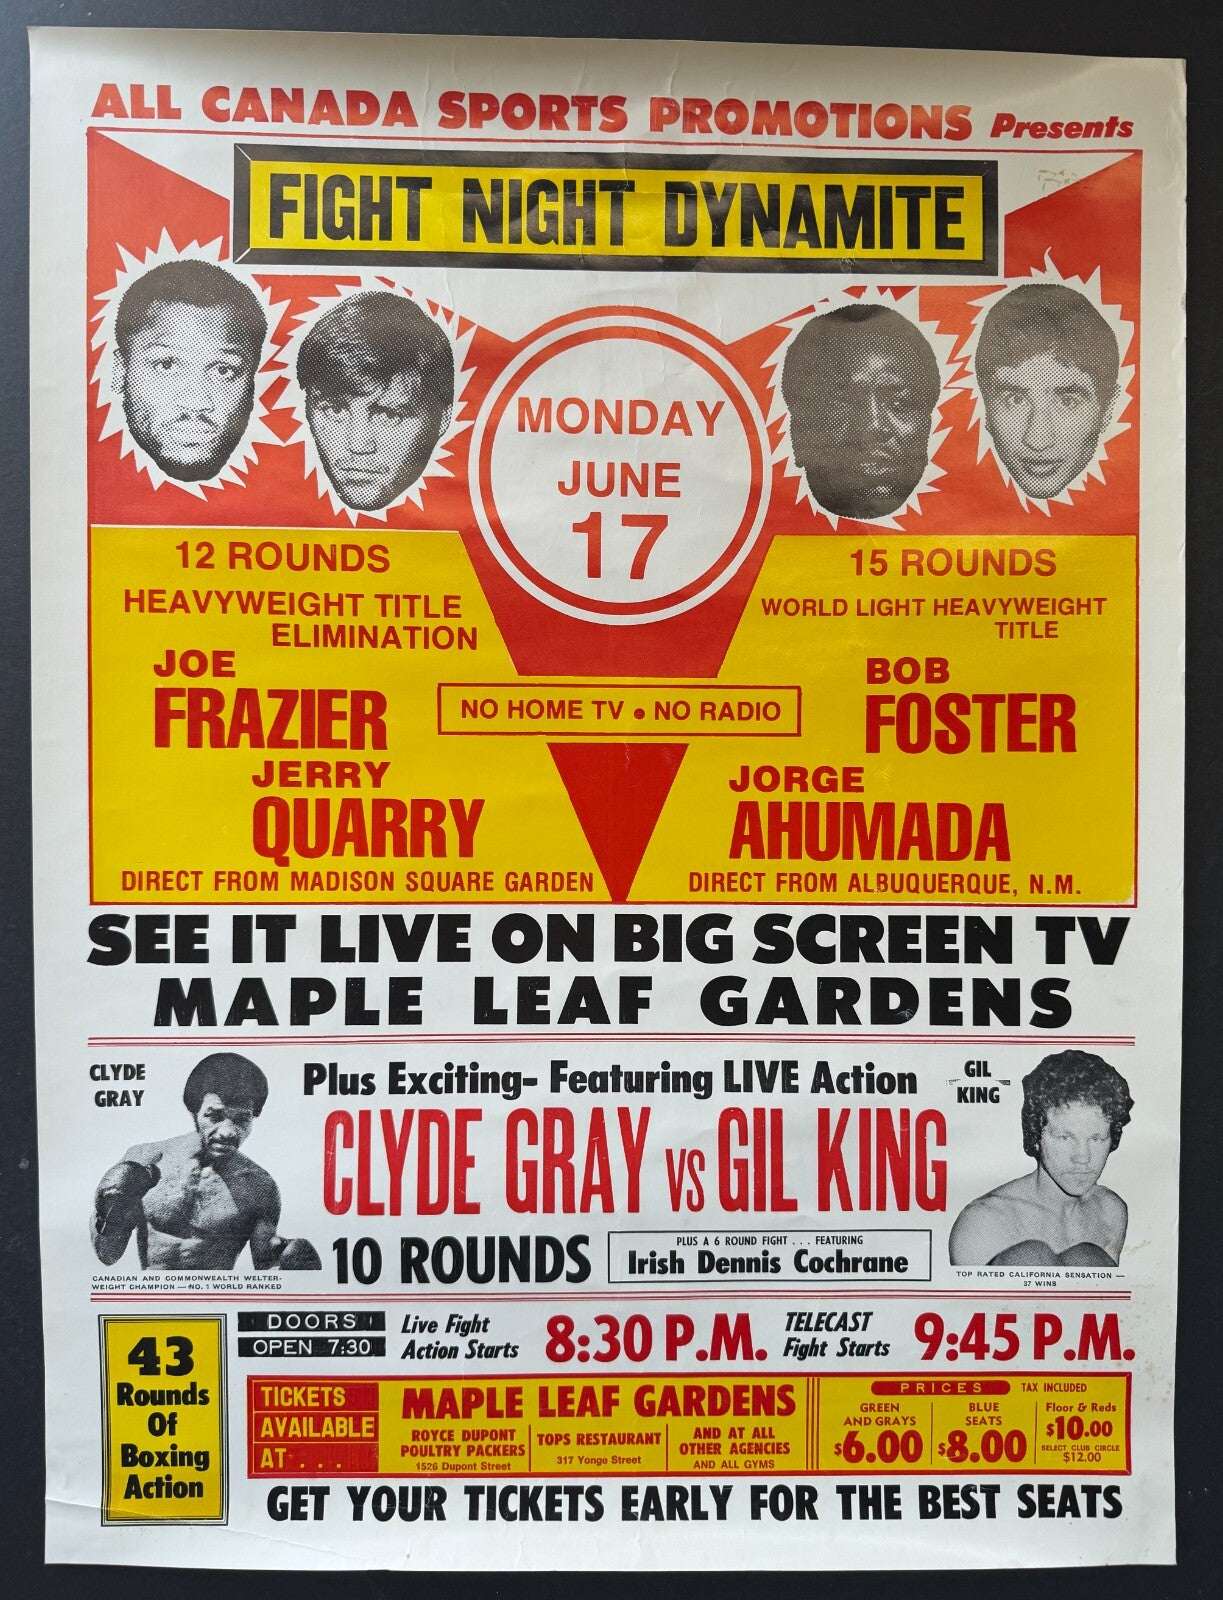 ALL CANADA SPORTS PROMOTIONS Presents
FIGHT NIGHT DYNAMITE
MONDAY
JUNE
17
12 ROUNDS
HEAVYWEIGHT TITLE
ELIMINATION
JOE
FRAZIER
JERRY
QUARRY
DIRECT FROM MADISON SQUARE GARDEN
NO HOME TV • NO RADIO
15 ROUNDS
WORLD LIGHT HEAVYWEIGHT
TITLE
BOB
FOSTER
JORGE
AHUMADA
DIRECT FROM ALBUQUERQUE, N.M.
SEE IT LIVE ON BIG SCREEN TV
MAPLE LEAF GARDENS
CLYDE
GRAY
Plus Exciting- Featuring LIVE Action
CLYDE GRAY vs GIL KING
GIL
KING
10 ROUNDS
PLUS A 6 ROUND FIGHT . . . FEATURING
Irish Dennis Cochrane
CANADIAN AND COMMONWEALTH WELTER-
WEIGHT CHAMPION — NO. 1 WORLD RANKED
TOP RATED CALIFORNIA SENSATION —
37 WINS
43
Rounds
Of
Boxing
Action
DOORS
OPEN 7:30
Live Fight
Action Starts
8:30 P.M.
TELECAST
Fight Starts
9:45 P.M.
TICKETS
AVAILABLE
AT . . .
MAPLE LEAF GARDENS
ROYCE DUPONT
POULTRY PACKERS
1526 Dupont Street
TOPS RESTAURANT
317 Yonge Street
AND AT ALL
OTHER AGENCIES
AND ALL GYMS
PRICES TAX INCLUDED
GREEN
AND GRAYS
$6.00
BLUE
SEATS
$8.00
Floor & Reds
$10.00
SELECT CLUB CIRCLE
$12.00
GET YOUR TICKETS EARLY FOR THE BEST SEATS